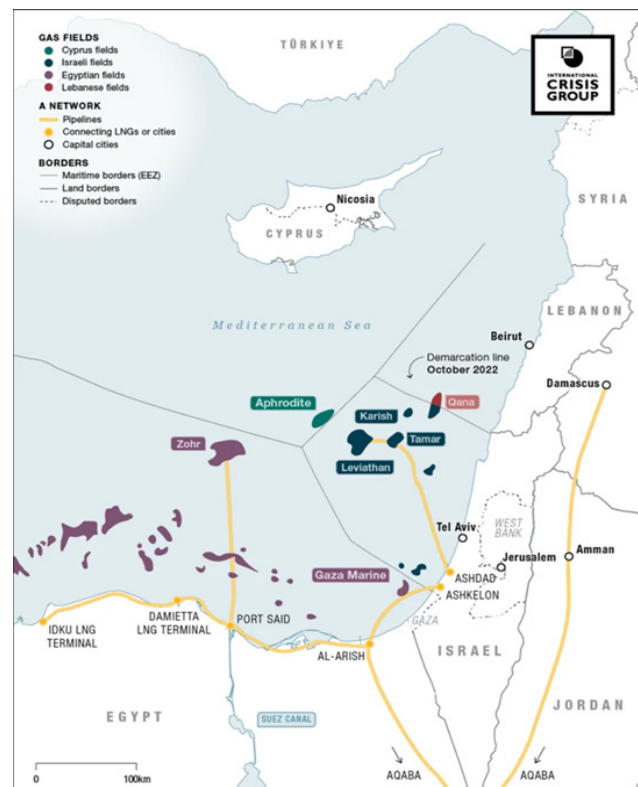 GAS FIELDS
Cyprus fields
Israeli fields
Egyptian fields
Lebanese fields
A NETWORK
Pipelines
Connecting LNGs or cities
Capital cities
BORDERS
Maritime borders (EEZ)
Land borders
Disputed borders
TÜRKIYE
INTERNATIONAL
CRISIS
GROUP
Nicosia
CYPRUS
SYRIA
LEBANON
Mediterranean Sea
Beirut
Demarcation line
October 2022
Damascus
Aphrodite
Karish
Qana
Zohr
Tamar
Leviathan
Tel Aviv
WEST
BANK
Jerusalem
Amman
Gaza Marine
ASHDAD
ASHKELON
GAZA
IDKU LNG
TERMINAL
DAMIETTA
LNG TERMINAL
PORT SAID
AL-ARISH
ISRAEL
EGYPT
SUEZ CANAL
JORDAN
AQABA
AQABA
0
100km